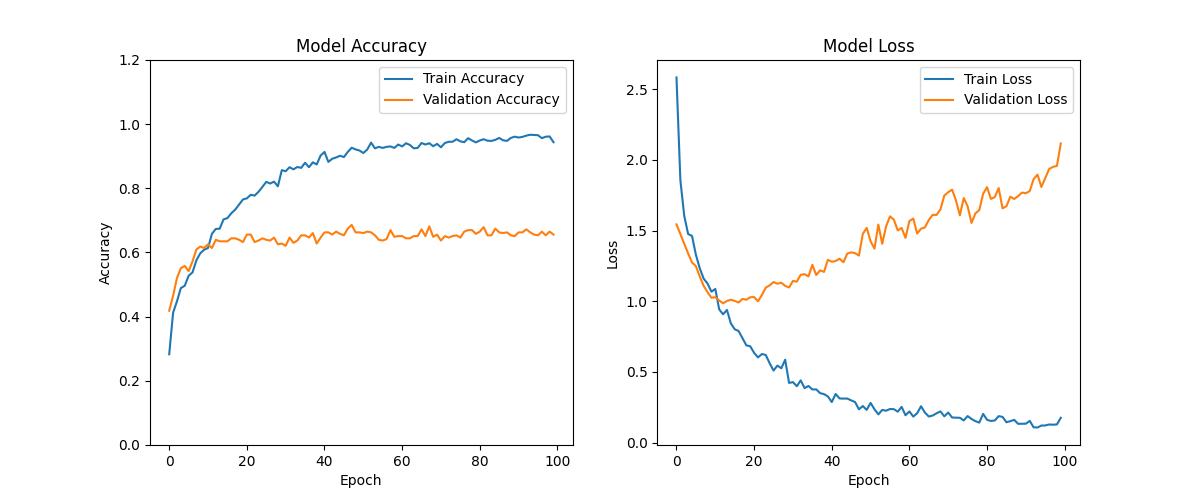 Model Accuracy
1.2
1.0
0.8
0.6
0.4
0.2
0.0
Accuracy
0 20 40 60 80 100
Epoch
Train Accuracy
Validation Accuracy
Model Loss
2.5
2.0
1.5
1.0
0.5
0.0
Loss
0 20 40 60 80 100
Epoch
Train Loss
Validation Loss